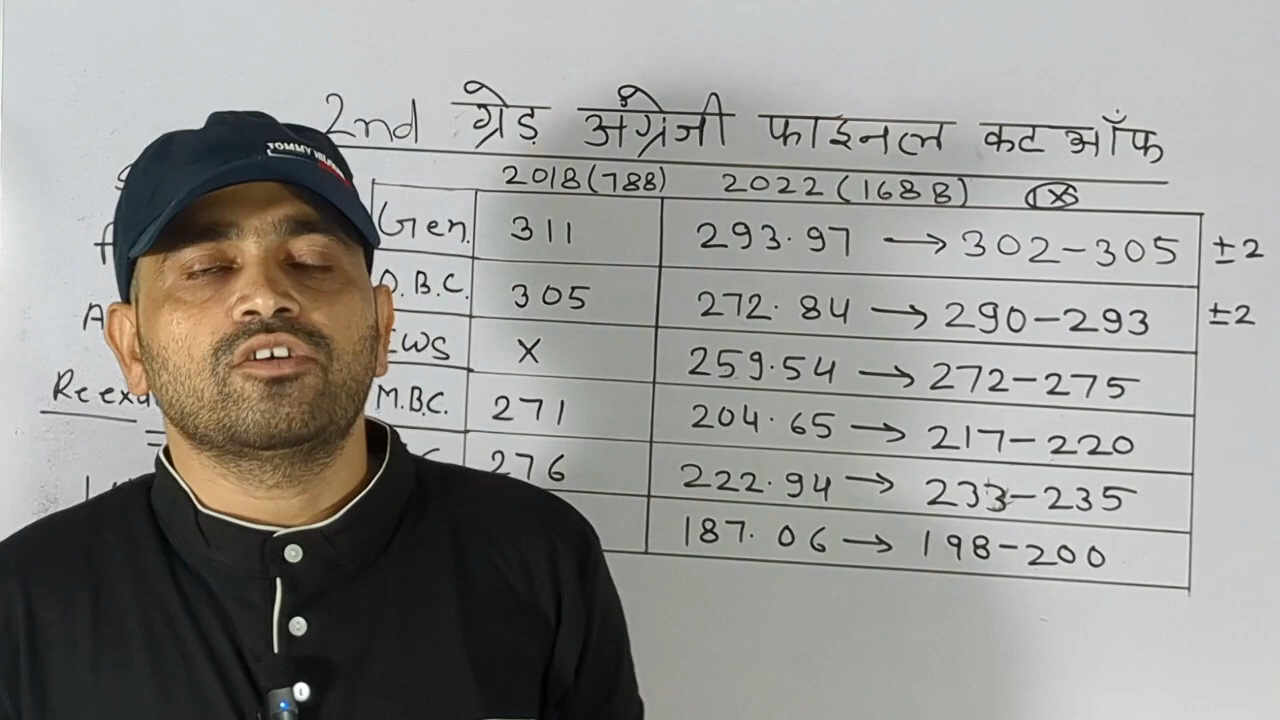 2nd ग्रेड़ अंग्रेजी फाइनल कट ऑफ
2018(788) 2022(1688)
Gen. 311 293.97 → 302-305 ±2
O.B.C. 305 272.84 → 290-293 ±2
EWS X 259.54 → 272-275
M.B.C. 271 204.65 → 217-220
276 222.94 → 233-235
187.06 → 198-200
TOMMY